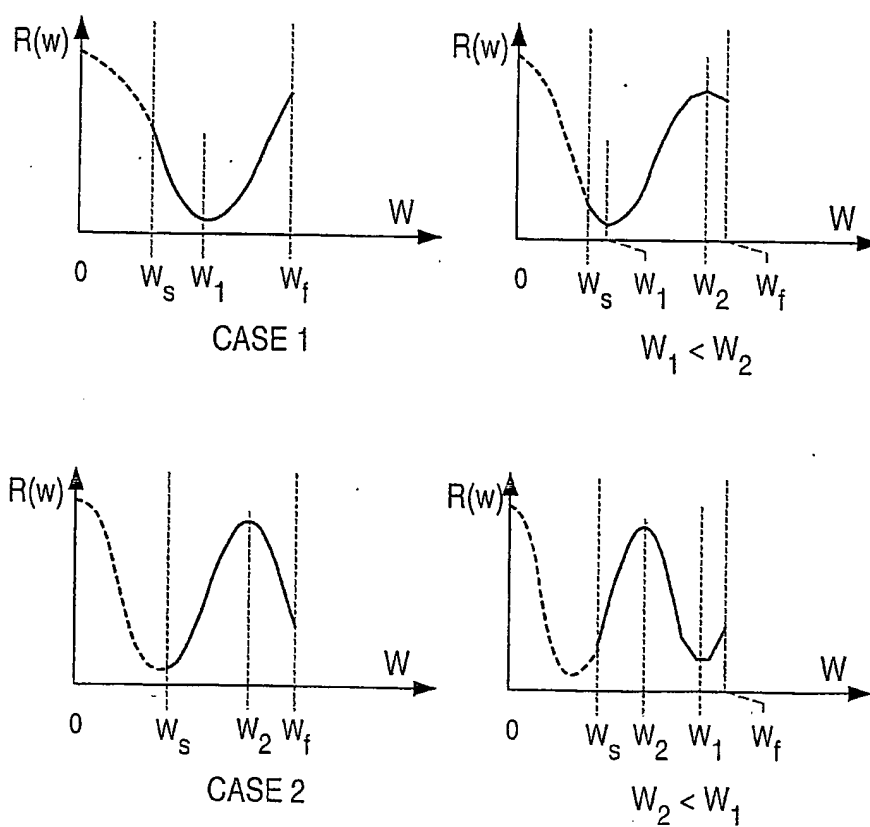 R(w)
W
0
W_s W_1 W_f
CASE 1
R(w)
W
0
W_s W_1 W_2 W_f
W_1 < W_2
R(w)
W
0
W_s W_2 W_f
CASE 2
R(w)
W
0
W_s W_2 W_1 W_f
W_2 < W_1